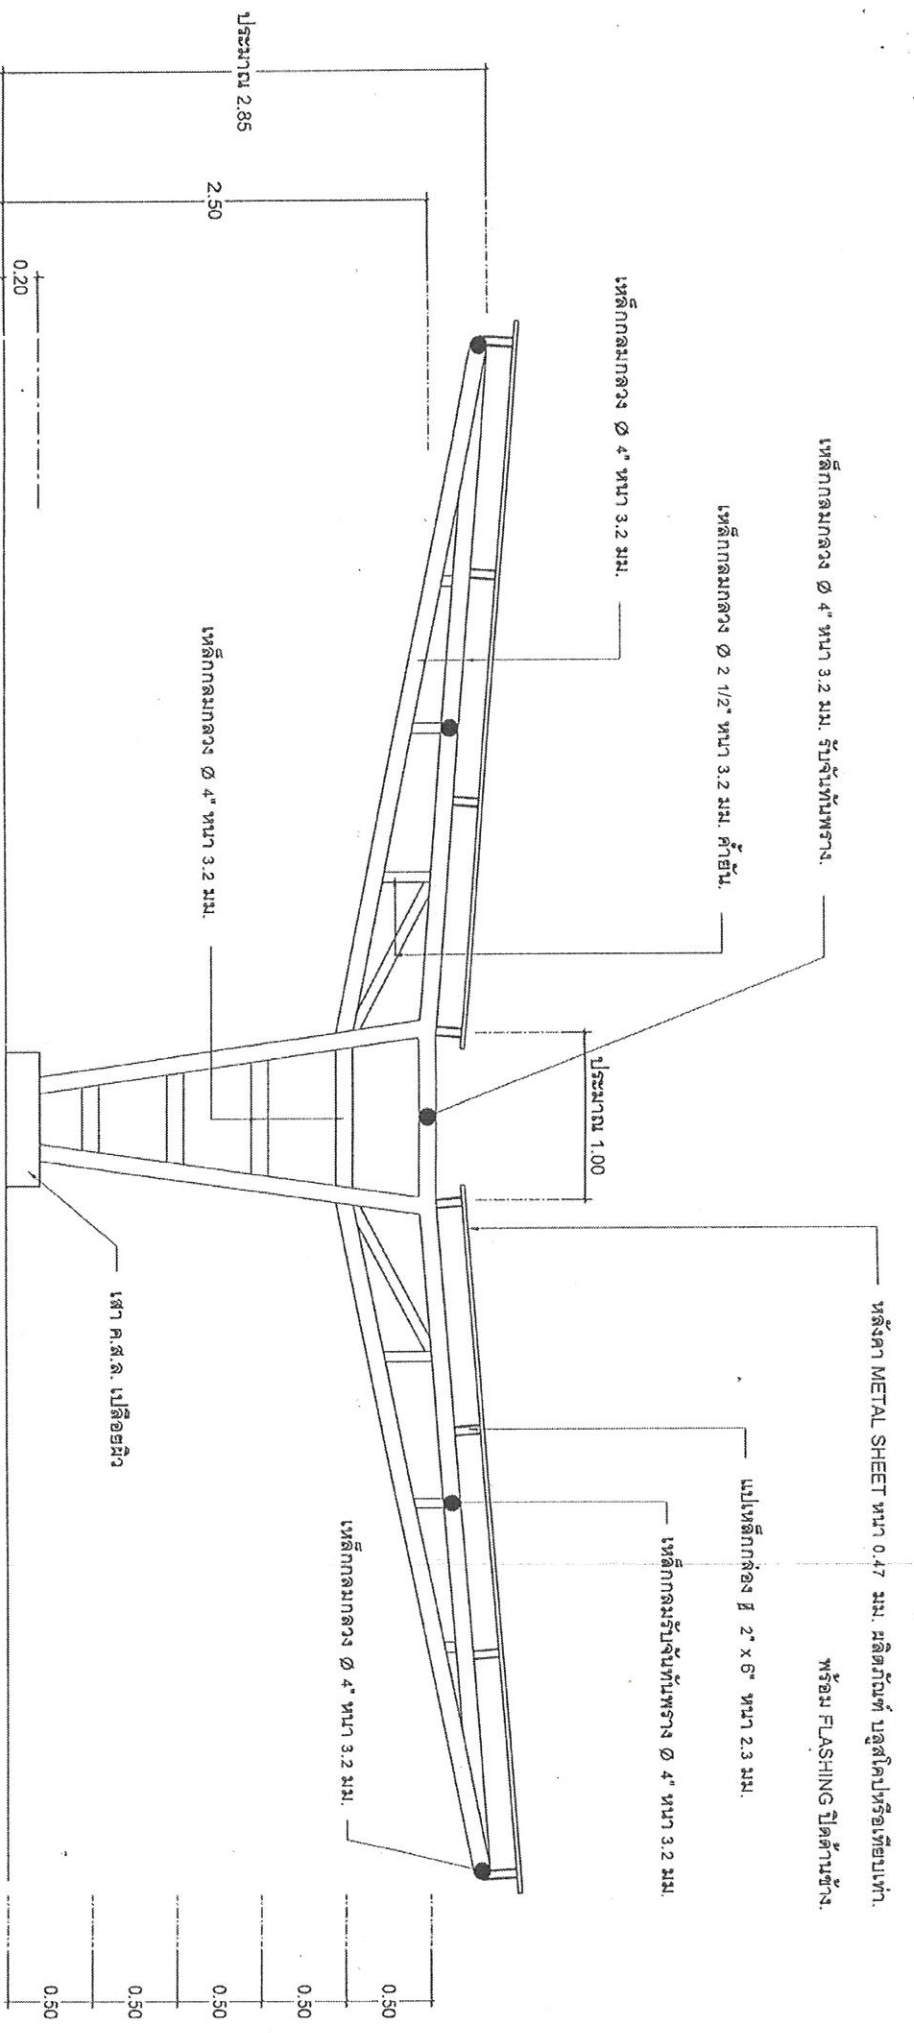 หลังคา METAL SHEET หนา 0.47 มม. ผลิตภัณฑ์ บลูสโคปหรือเทียบเท่า.
พร้อม FLASHING ปิดด้านข้าง.
เหล็กกลมกลวง Ø 4" หนา 3.2 มม. รับจันทันพราง.
แปเหล็กกล่อง 2" x 6" หนา 2.3 มม.
เหล็กกลมกลวง Ø 2 1/2" หนา 3.2 มม. ค้ำยัน.
เหล็กกลมรับจันทันพราง Ø 4" หนา 3.2 มม.
เหล็กกลมกลวง Ø 4" หนา 3.2 มม.
ประมาณ 1.00
ประมาณ 2.85
2.50
0.20
เหล็กกลมกลวง Ø 4" หนา 3.2 มม.
เหล็กกลมกลวง Ø 4" หนา 3.2 มม.
เสา ค.ส.ล. เปลือยผิว
0.50
0.50
0.50
0.50
0.50